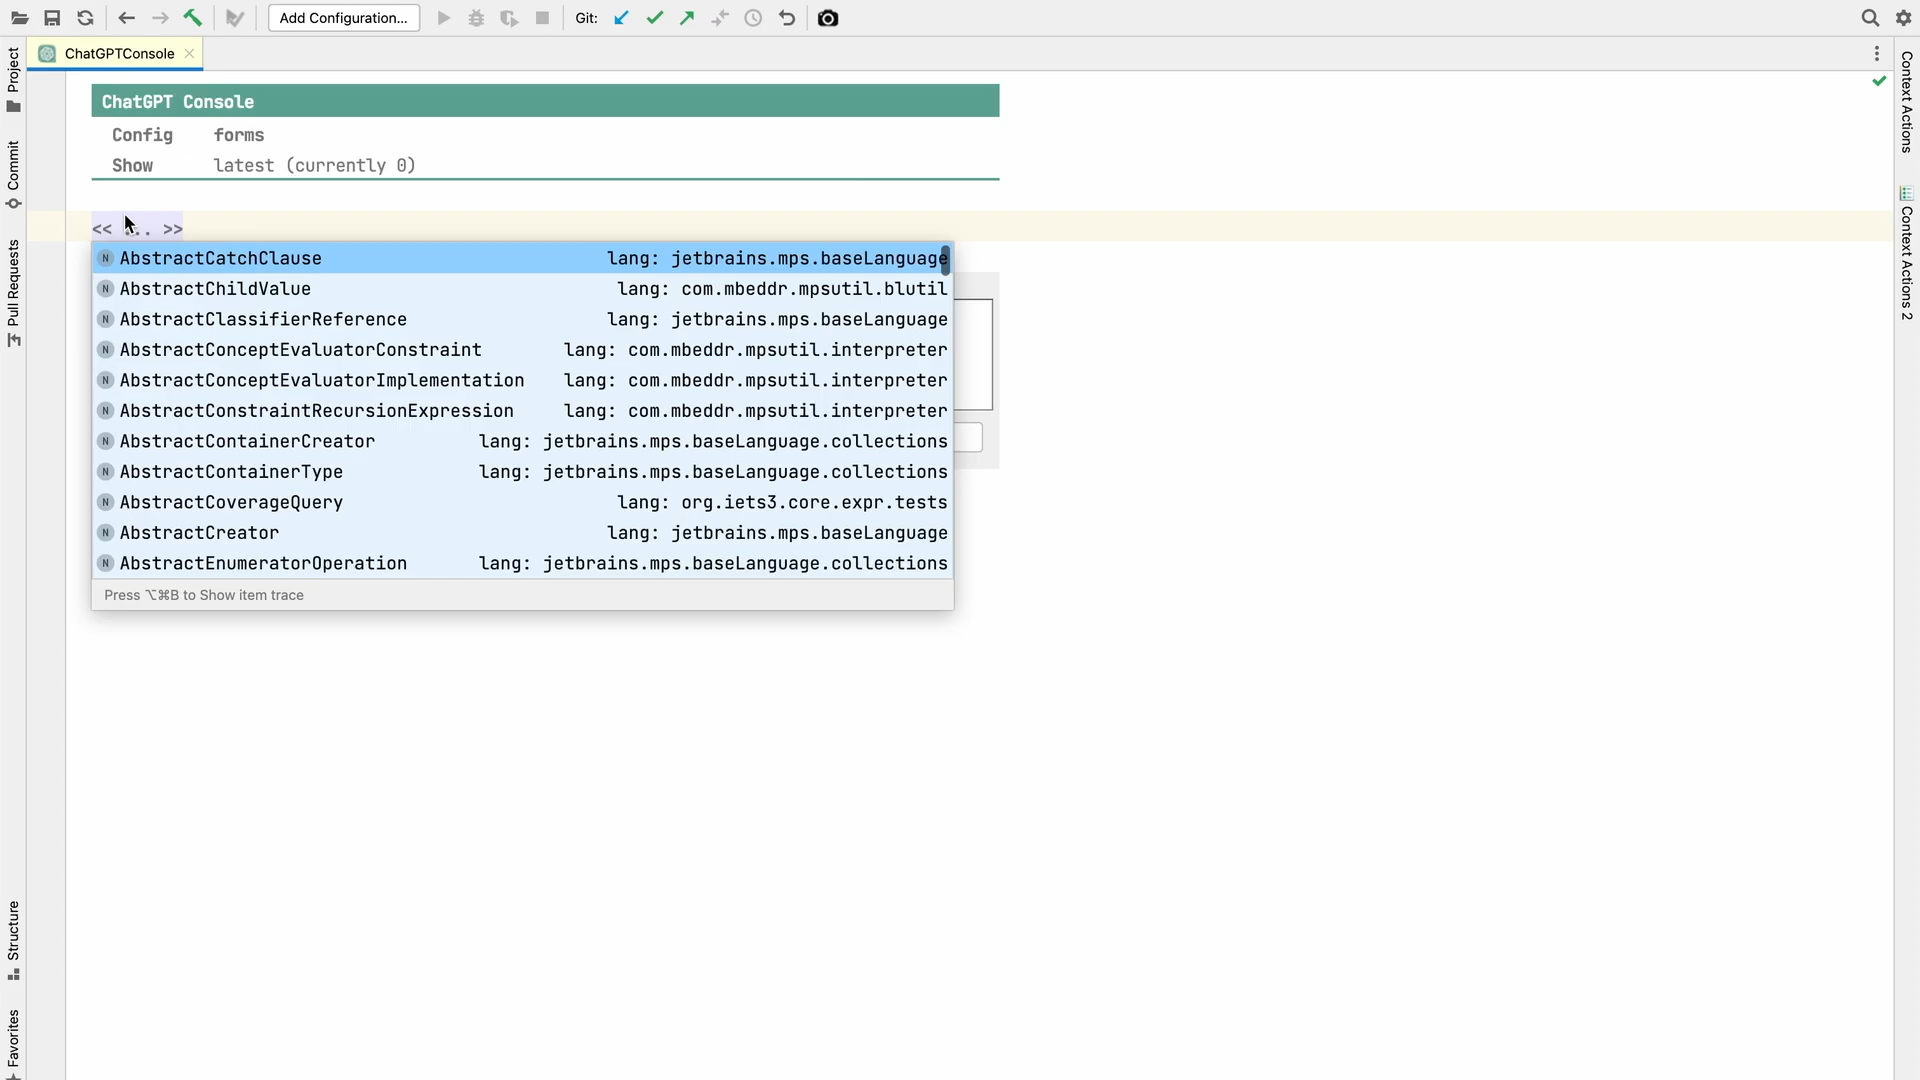 Add Configuration... Git:
ChatGPTConsole
Project
Commit
Pull Requests
Structure
Favorites
ChatGPT Console
Config forms
Show latest (currently 0)
<< ... >>
AbstractCatchClause lang: jetbrains.mps.baseLanguage
AbstractChildValue lang: com.mbeddr.mpsutil.blutil
AbstractClassifierReference lang: jetbrains.mps.baseLanguage
AbstractConceptEvaluatorConstraint lang: com.mbeddr.mpsutil.interpreter
AbstractConceptEvaluatorImplementation lang: com.mbeddr.mpsutil.interpreter
AbstractConstraintRecursionExpression lang: com.mbeddr.mpsutil.interpreter
AbstractContainerCreator lang: jetbrains.mps.baseLanguage.collections
AbstractContainerType lang: jetbrains.mps.baseLanguage.collections
AbstractCoverageQuery lang: org.iets3.core.expr.tests
AbstractCreator lang: jetbrains.mps.baseLanguage
AbstractEnumeratorOperation lang: jetbrains.mps.baseLanguage.collections
Press ⌥⌘B to Show item trace
Context Actions
Context Actions 2